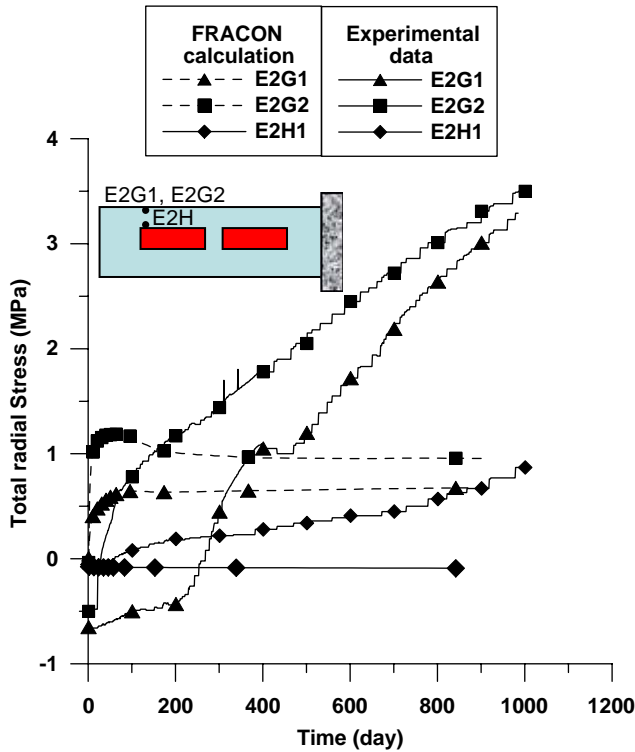 FRACON
calculation
E2G1
E2G2
E2H1
Experimental
data
E2G1
E2G2
E2H1
E2G1, E2G2
E2H
Total radial Stress (MPa)
4
3
2
1
0
-1
0 200 400 600 800 1000 1200
Time (day)